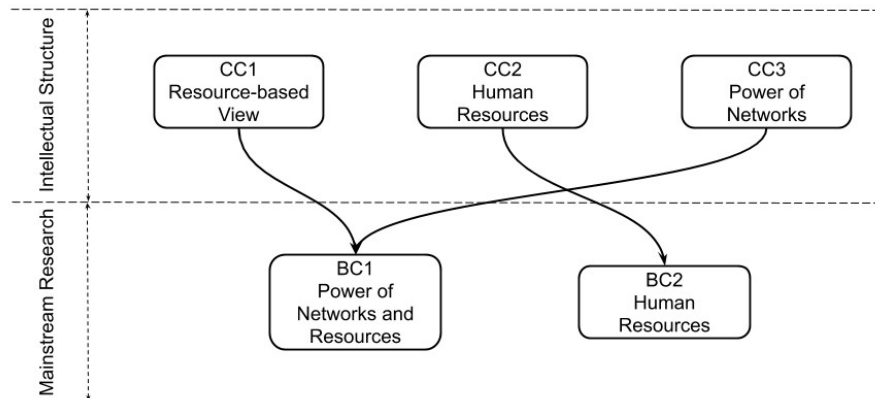 Intellectual Structure
CC1
Resource-based
View
CC2
Human
Resources
CC3
Power of
Networks
Mainstream Research
BC1
Power of
Networks and
Resources
BC2
Human
Resources